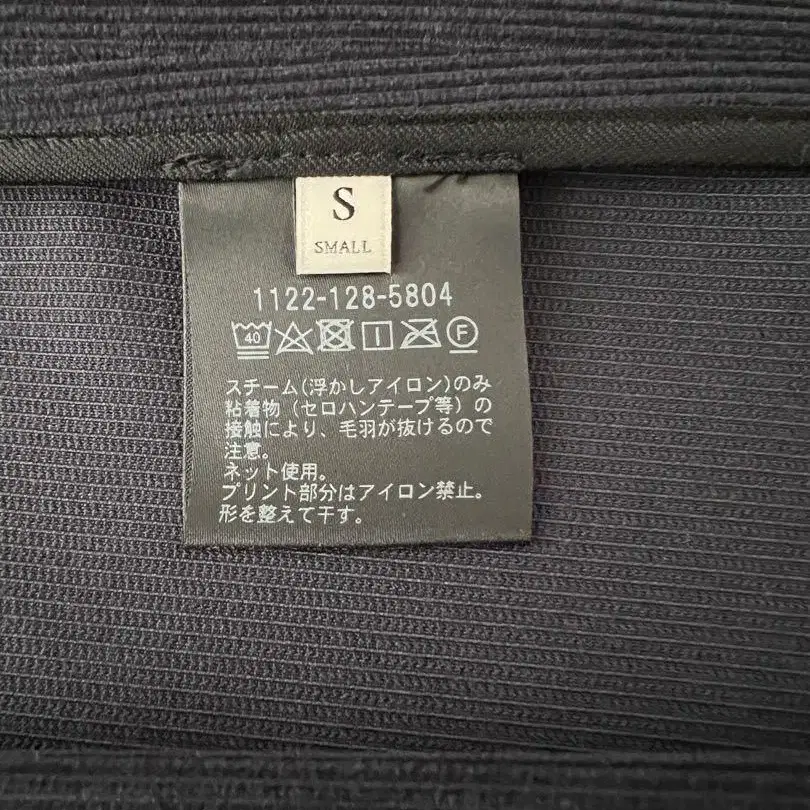 S
SMALL
1122-128-5804
40 F
スチーム(浮かしアイロン)のみ
粘着物(セロハンテープ等)の
接触により、毛羽が抜けるので
注意。
ネット使用。
プリント部分はアイロン禁止。
形を整えて干す。